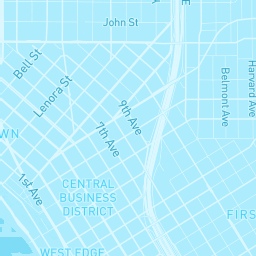 John St
E
Bell St
Lenora St
9th Ave
7th Ave
Belmont Ave
Harvard Ave
WN
1st Ave
CENTRAL
BUSINESS
DISTRICT
FIRS
WEST EDGE